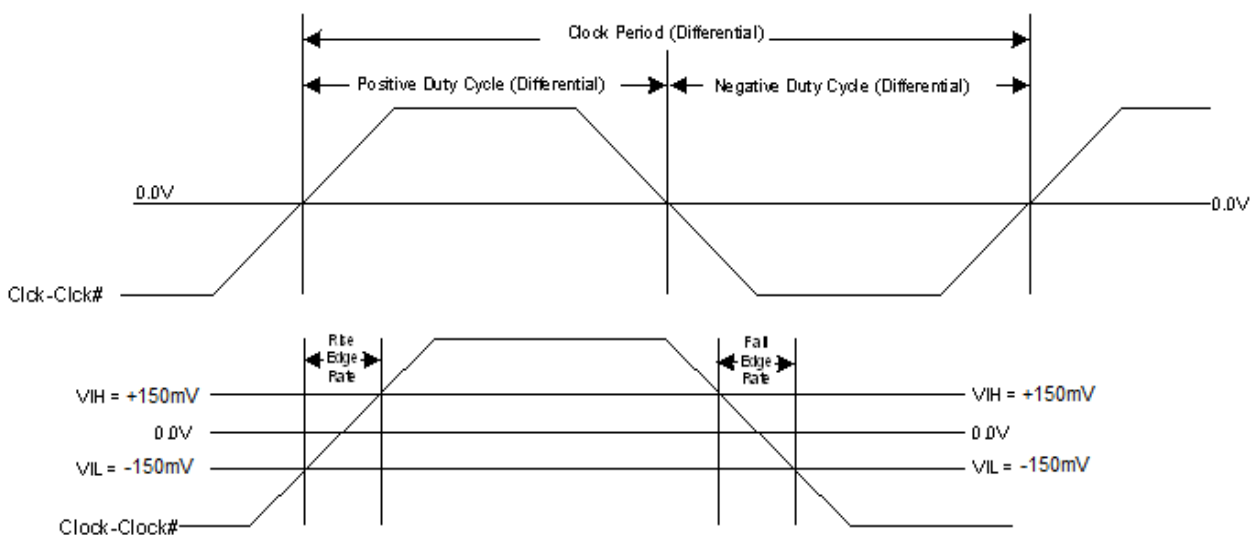 Clock Period (Differential)
Positive Duty Cycle (Differential)
Negative Duty Cycle (Differential)
0.0V
0.0V
Clck-Clck#
Rise
Edge
Rate
Fall
Edge
Rate
VIH = +150mV
VIH = +150mV
0.0V
0.0V
VIL = -150mV
VIL = -150mV
Clock-Clock#